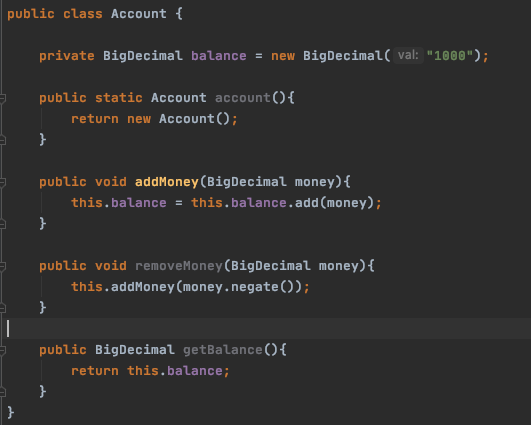 public class Account {
private BigDecimal balance = new BigDecimal( val: "1000");
public static Account account(){
return new Account();
}
public void addMoney(BigDecimal money){
this.balance = this.balance.add(money);
}
public void removeMoney(BigDecimal money){
this.addMoney(money.negate());
}
public BigDecimal getBalance(){
return this.balance;
}
}